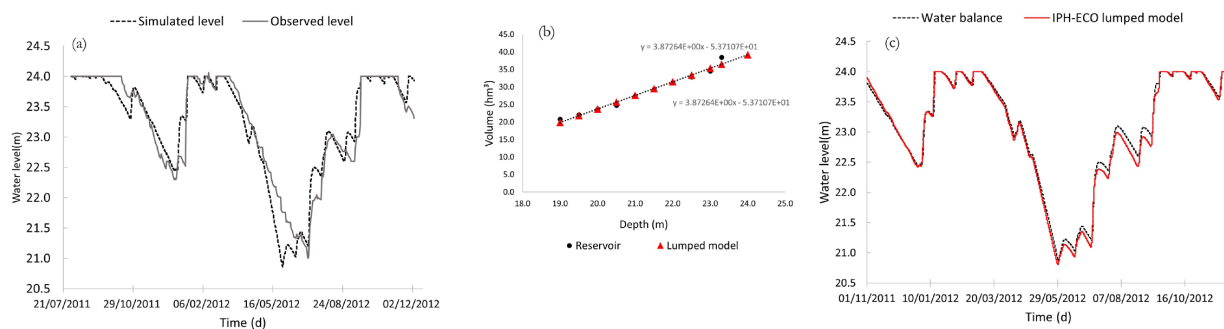 Simulated level Observed level
(a)
24.5
24.0
23.5
23.0
22.5
22.0
21.5
21.0
20.5
Water level(m)
21/07/2011 29/10/2011 06/02/2012 16/05/2012 24/08/2012 02/12/2012
Time (d)
(b)
45.0
40.0
35.0
30.0
25.0
20.0
15.0
10.0
5.0
0.0
Volume (hm³)
y = 3.87264E+00x - 5.37107E+01
y = 3.87264E+00x - 5.37107E+01
18.0 19.0 20.0 21.0 22.0 23.0 24.0 25.0
Depth (m)
Reservoir Lumped model
Water balance IPH-ECO lumped model
(c)
24.5
24.0
23.5
23.0
22.5
22.0
21.5
21.0
20.5
Water level(m)
01/11/2011 10/01/2012 20/03/2012 29/05/2012 07/08/2012 16/10/2012
Time (d)